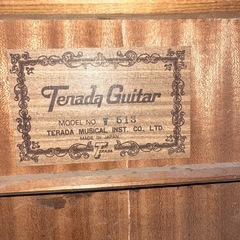 Terada Guitar
MODEL NO. W 613
TERADA MUSICAL INST. CO., LTD.
MADE IN JAPAN